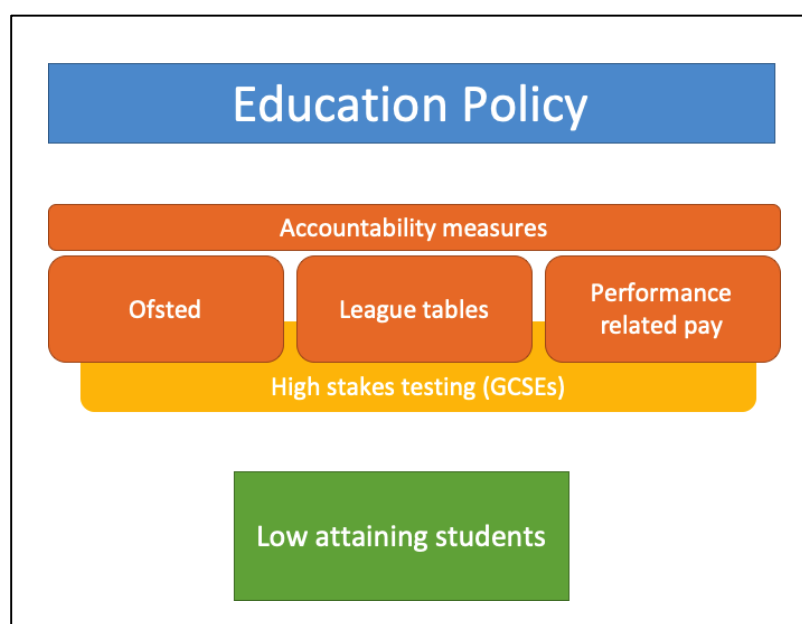 Education Policy
Accountability measures
Ofsted
League tables
Performance
related pay
High stakes testing (GCSEs)
Low attaining students